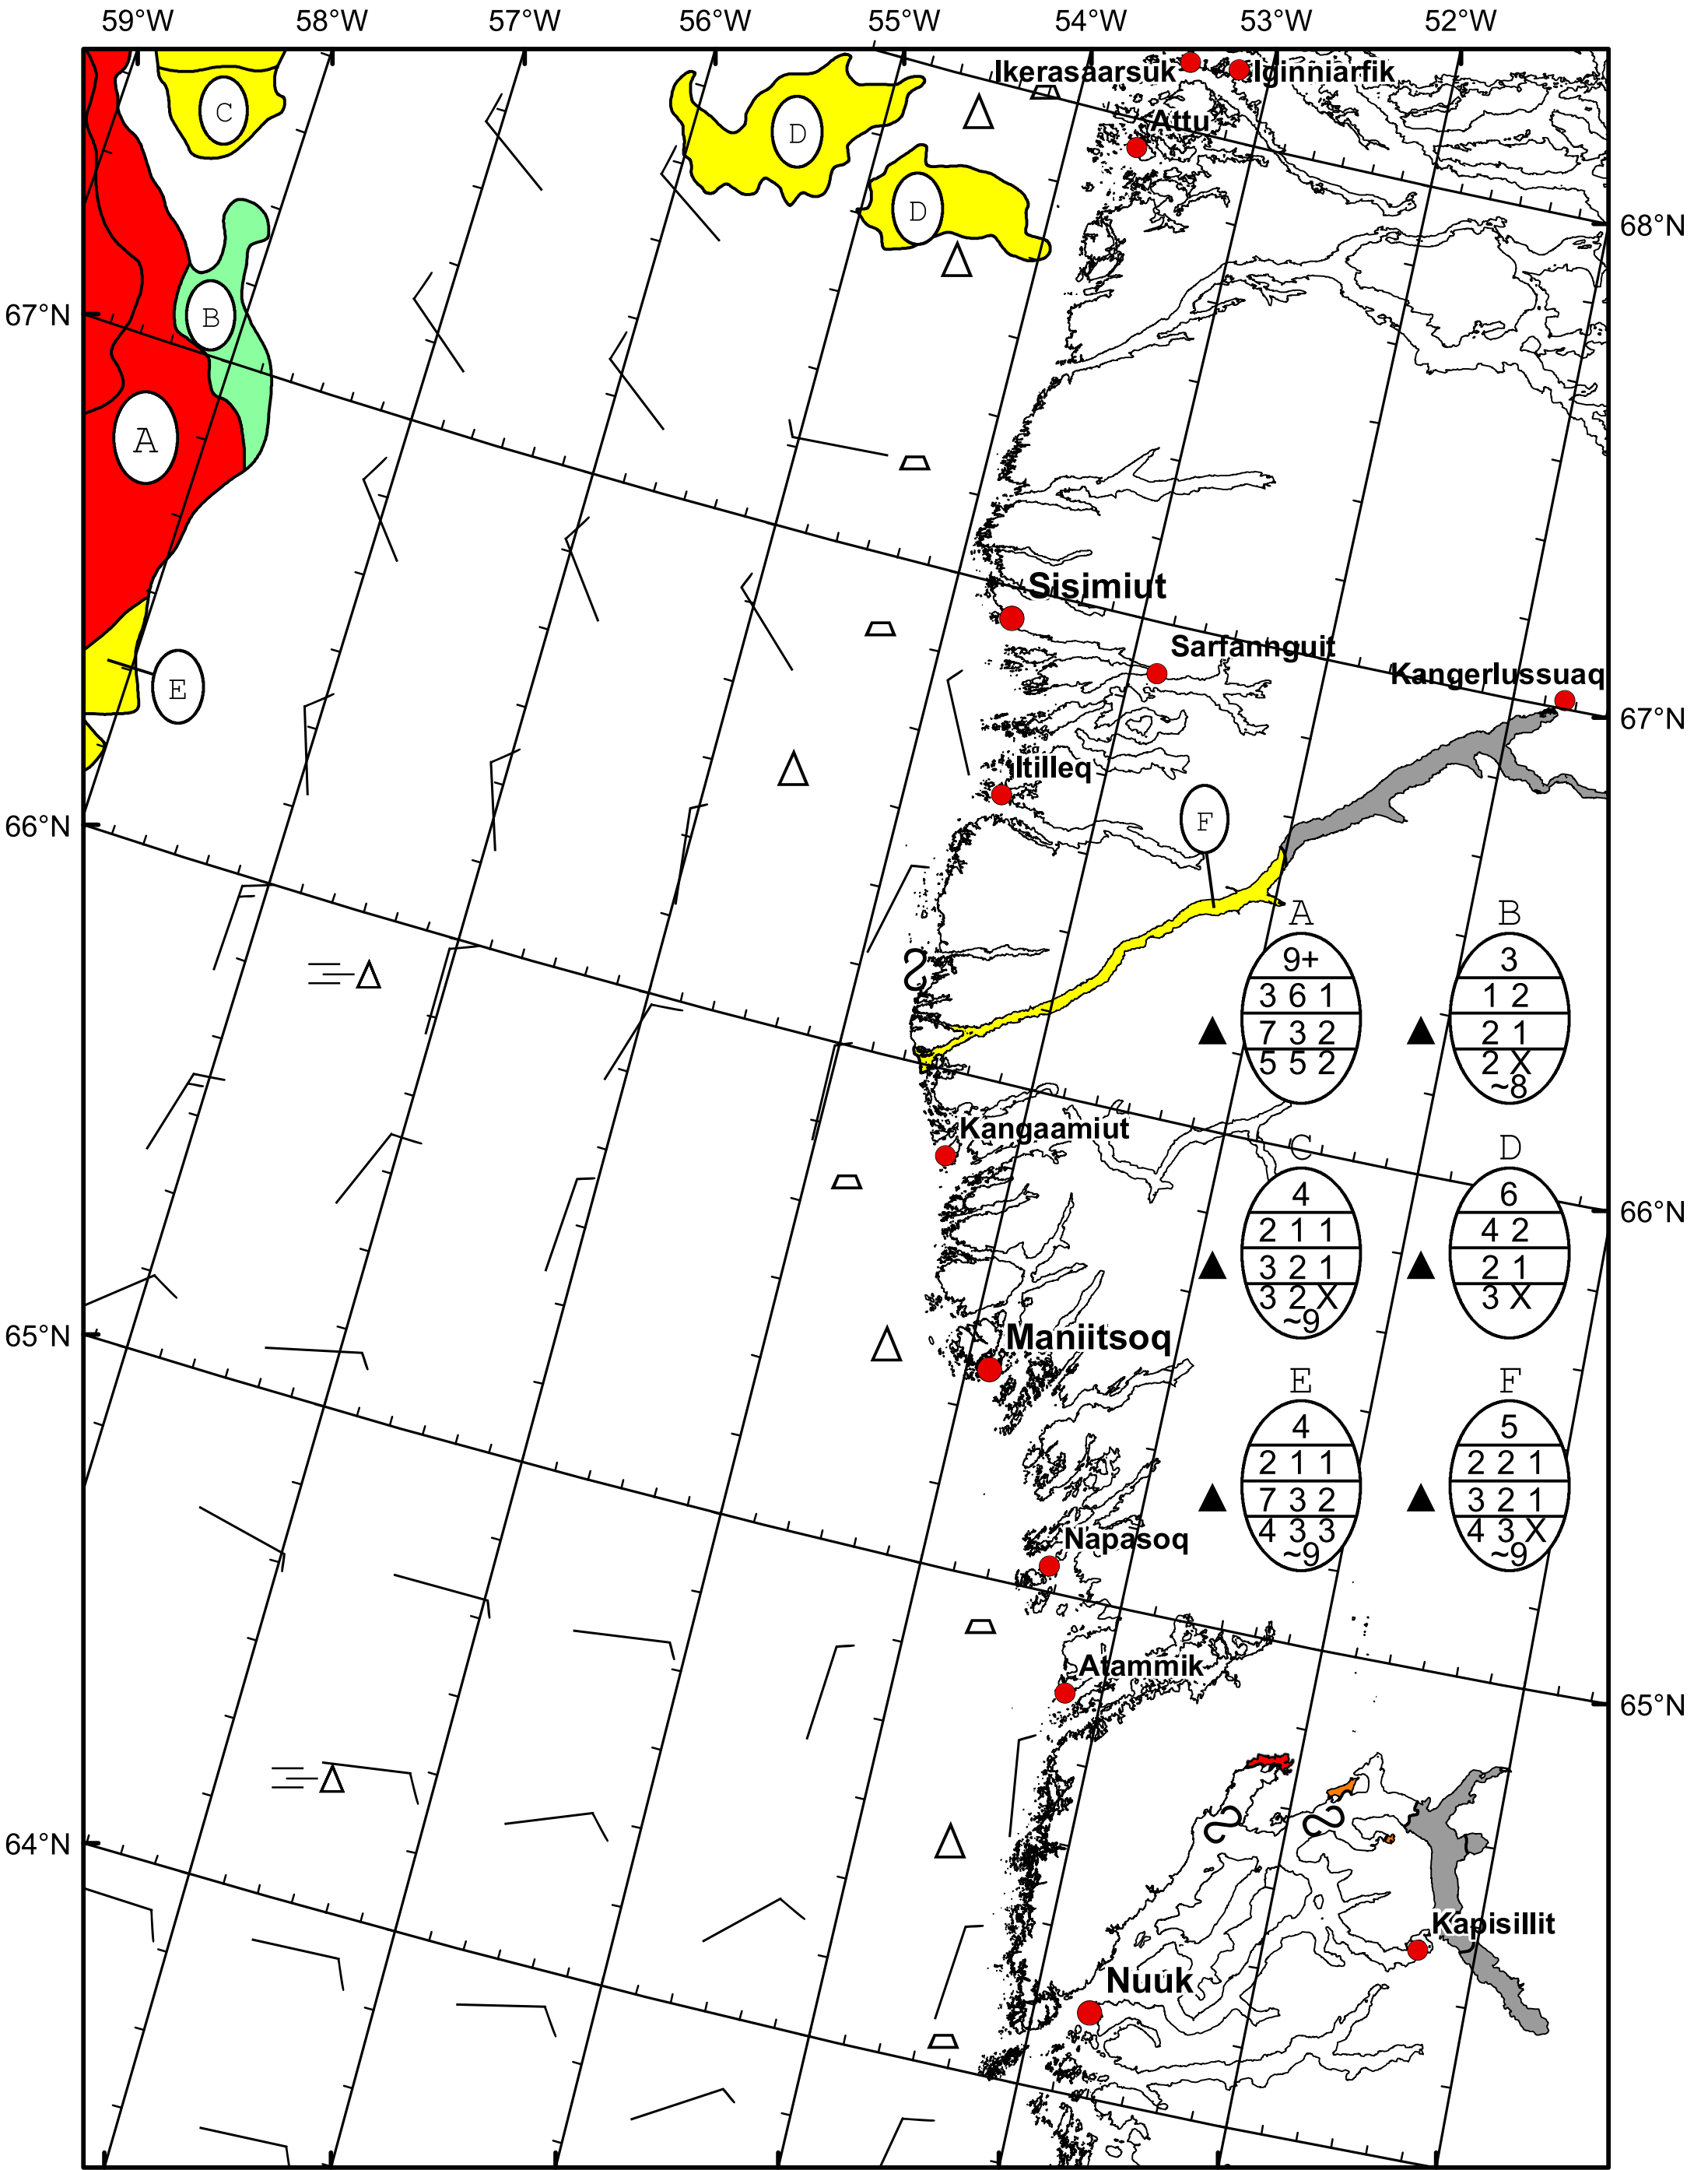 59°W 58°W 57°W 56°W 55°W 54°W 53°W 52°W
Ikerasaarsuk Iginniarfik
C
D
Attu
D
68°N
67°N
B
A
Sisimiut
Sarfannguit
Kangerlussuaq
E
67°N
Itilleq
66°N
F
A B
9+ 3
3 6 1 1 2
7 3 2 2 1
5 5 2 2 X
~8
Kangaamiut
C D
4 6
66°N
2 1 1 4 2
3 2 1 2 1
3 2 X 3 X
~9
65°N
Maniitsoq
E F
4 5
2 1 1 2 2 1
7 3 2 3 2 1
4 3 3 4 3 X
~9 ~9
Napasoq
Atammik
65°N
64°N
Kapisillit
Nuuk